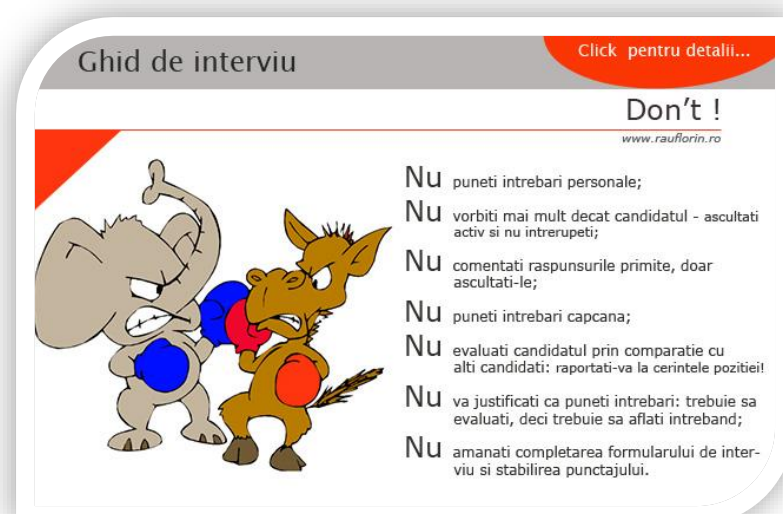 Ghid de interviu
Click pentru detalii...
Don't !
www.rauflorin.ro
Nu puneti intrebari personale;
Nu vorbiti mai mult decat candidatul - ascultati
activ si nu intrerupeti;
Nu comentati raspunsurile primite, doar
ascultati-le;
Nu puneti intrebari capcana;
Nu evaluati candidatul prin comparatie cu
alti candidati: raportati-va la cerintele pozitiei!
Nu va justificati ca puneti intrebari: trebuie sa
evaluati, deci trebuie sa aflati intreband;
Nu amanati completarea formularului de inter-
viu si stabilirea punctajului.